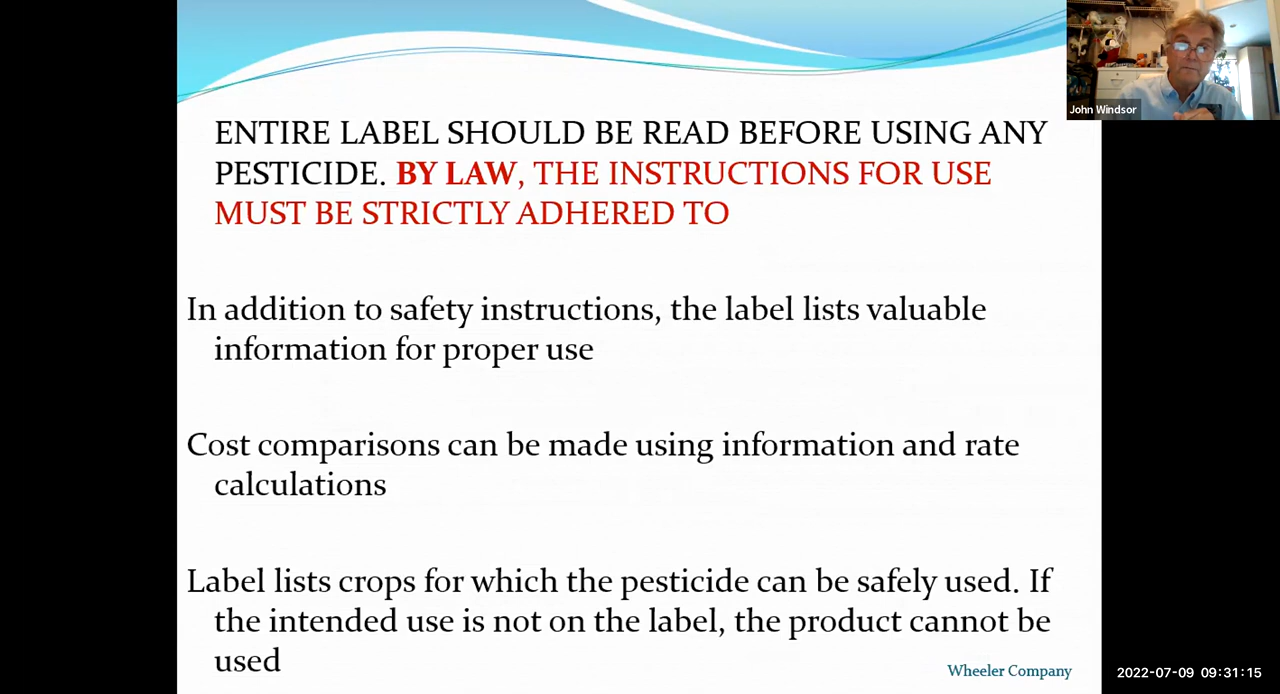 ENTIRE LABEL SHOULD BE READ BEFORE USING ANY
PESTICIDE. BY LAW, THE INSTRUCTIONS FOR USE
MUST BE STRICTLY ADHERED TO
In addition to safety instructions, the label lists valuable
information for proper use
Cost comparisons can be made using information and rate
calculations
Label lists crops for which the pesticide can be safely used. If
the intended use is not on the label, the product cannot be
used
Wheeler Company
John Windsor
2022-07-09 09:31:15